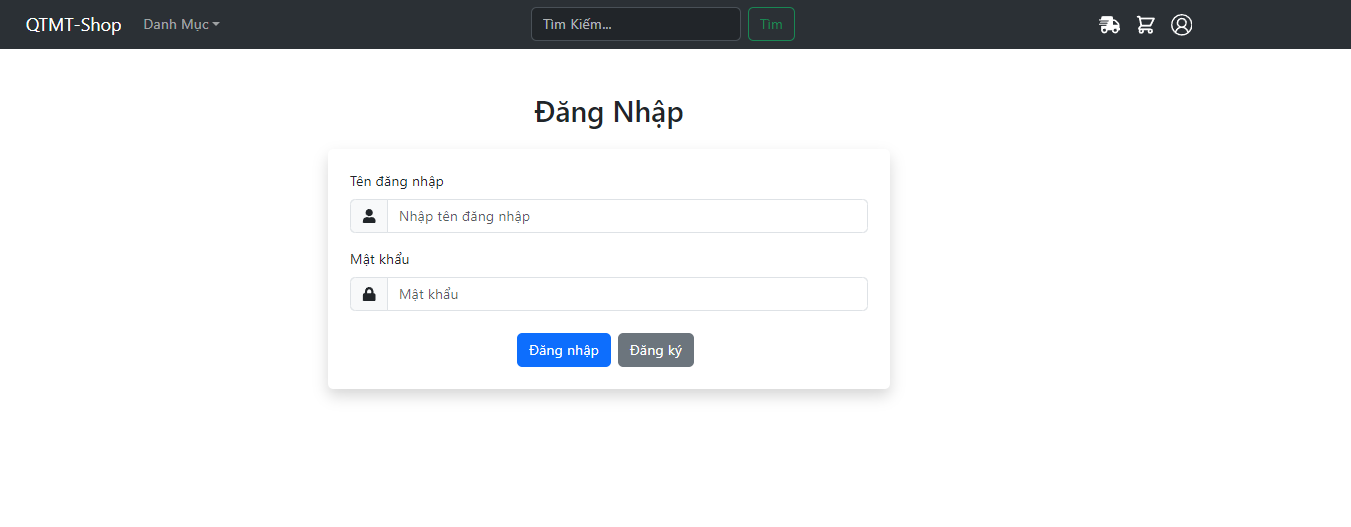 QTMT-Shop Danh Mục Tìm Kiếm... Tìm
Đăng Nhập
Tên đăng nhập
Nhập tên đăng nhập
Mật khẩu
Mật khẩu
Đăng nhập Đăng ký